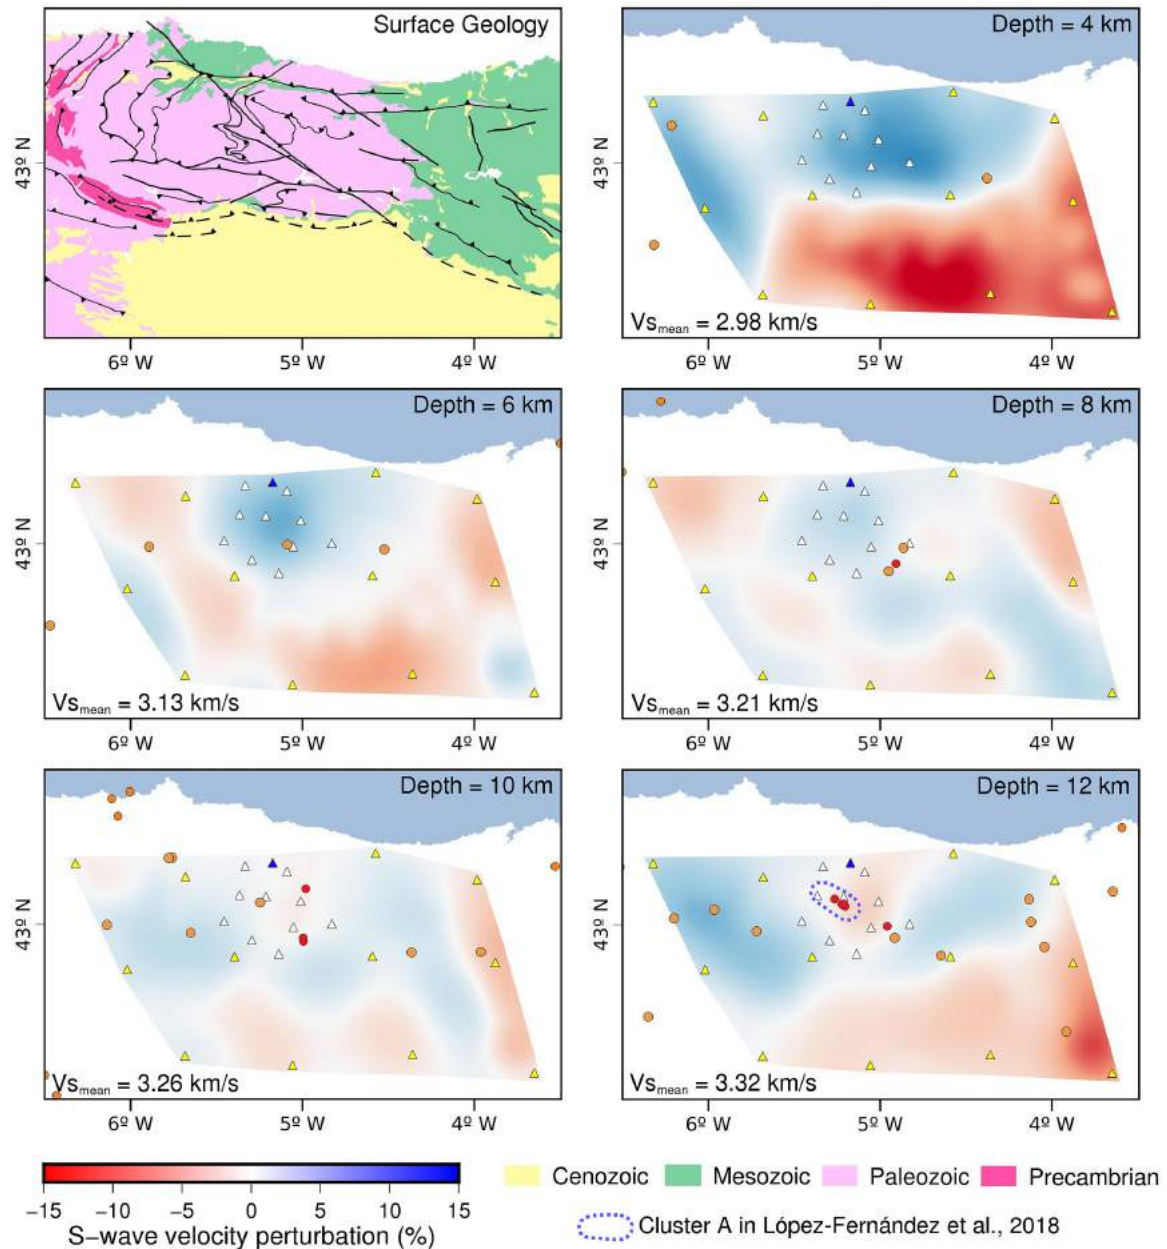 Surface Geology
43º N
6º W 5º W 4º W
Depth = 4 km
43º N
Vsmean = 2.98 km/s
6º W 5º W 4º W
Depth = 6 km
43º N
Vsmean = 3.13 km/s
6º W 5º W 4º W
Depth = 8 km
43º N
Vsmean = 3.21 km/s
6º W 5º W 4º W
Depth = 10 km
43º N
Vsmean = 3.26 km/s
6º W 5º W 4º W
Depth = 12 km
43º N
Vsmean = 3.32 km/s
6º W 5º W 4º W
−15 −10 −5 0 5 10 15
S−wave velocity perturbation (%)
Cenozoic Mesozoic Paleozoic Precambrian
Cluster A in López-Fernández et al., 2018